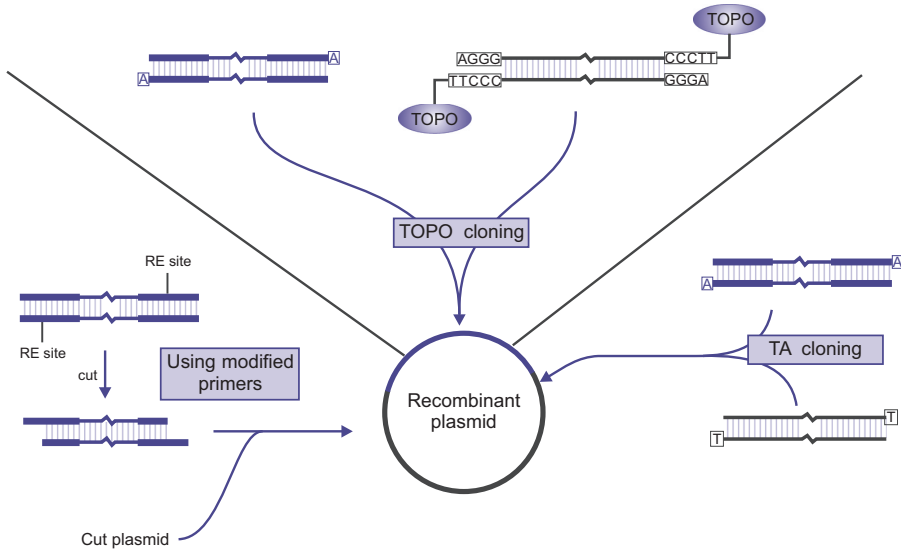 TOPO
A
A
AGGG
CCCTT
TTCCC
GGGA
TOPO
TOPO cloning
RE site
A
A
RE site
cut
Using modified
primers
TA cloning
Recombinant
plasmid
T
T
Cut plasmid